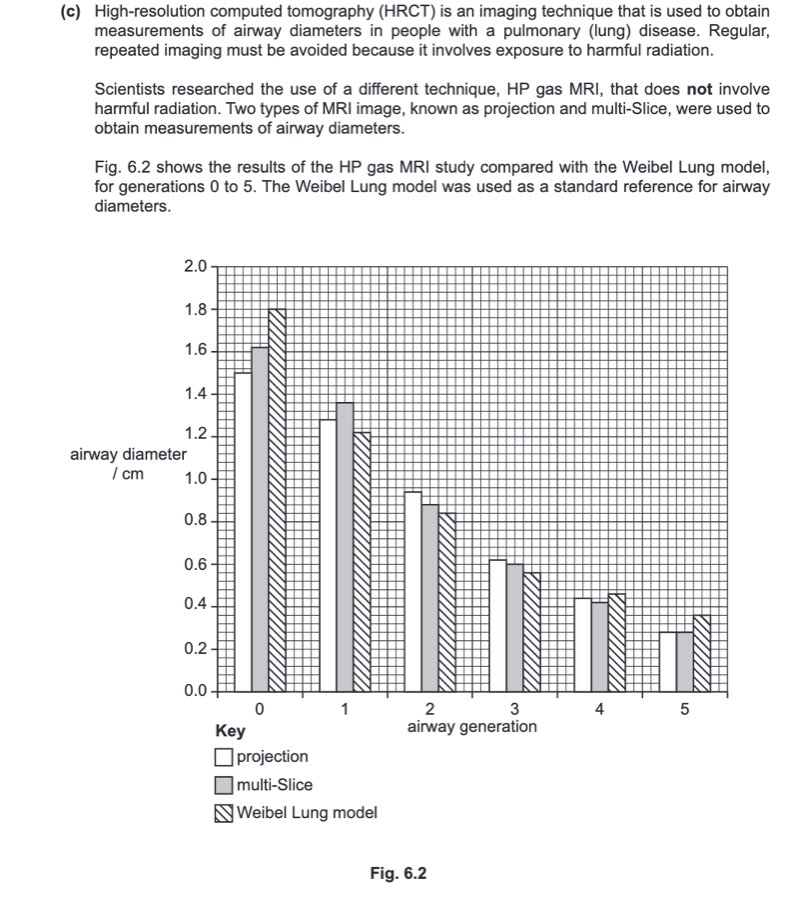 (c) High-resolution computed tomography (HRCT) is an imaging technique that is used to obtain
measurements of airway diameters in people with a pulmonary (lung) disease. Regular,
repeated imaging must be avoided because it involves exposure to harmful radiation.
Scientists researched the use of a different technique, HP gas MRI, that does not involve
harmful radiation. Two types of MRI image, known as projection and multi-Slice, were used to
obtain measurements of airway diameters.
Fig. 6.2 shows the results of the HP gas MRI study compared with the Weibel Lung model,
for generations 0 to 5. The Weibel Lung model was used as a standard reference for airway
diameters.
2.0
1.8
1.6
1.4
1.2
airway diameter
/ cm
1.0
0.8
0.6
0.4
0.2
0.0
0 1 2 3 4 5
airway generation
Key
projection
multi-Slice
Weibel Lung model
Fig. 6.2